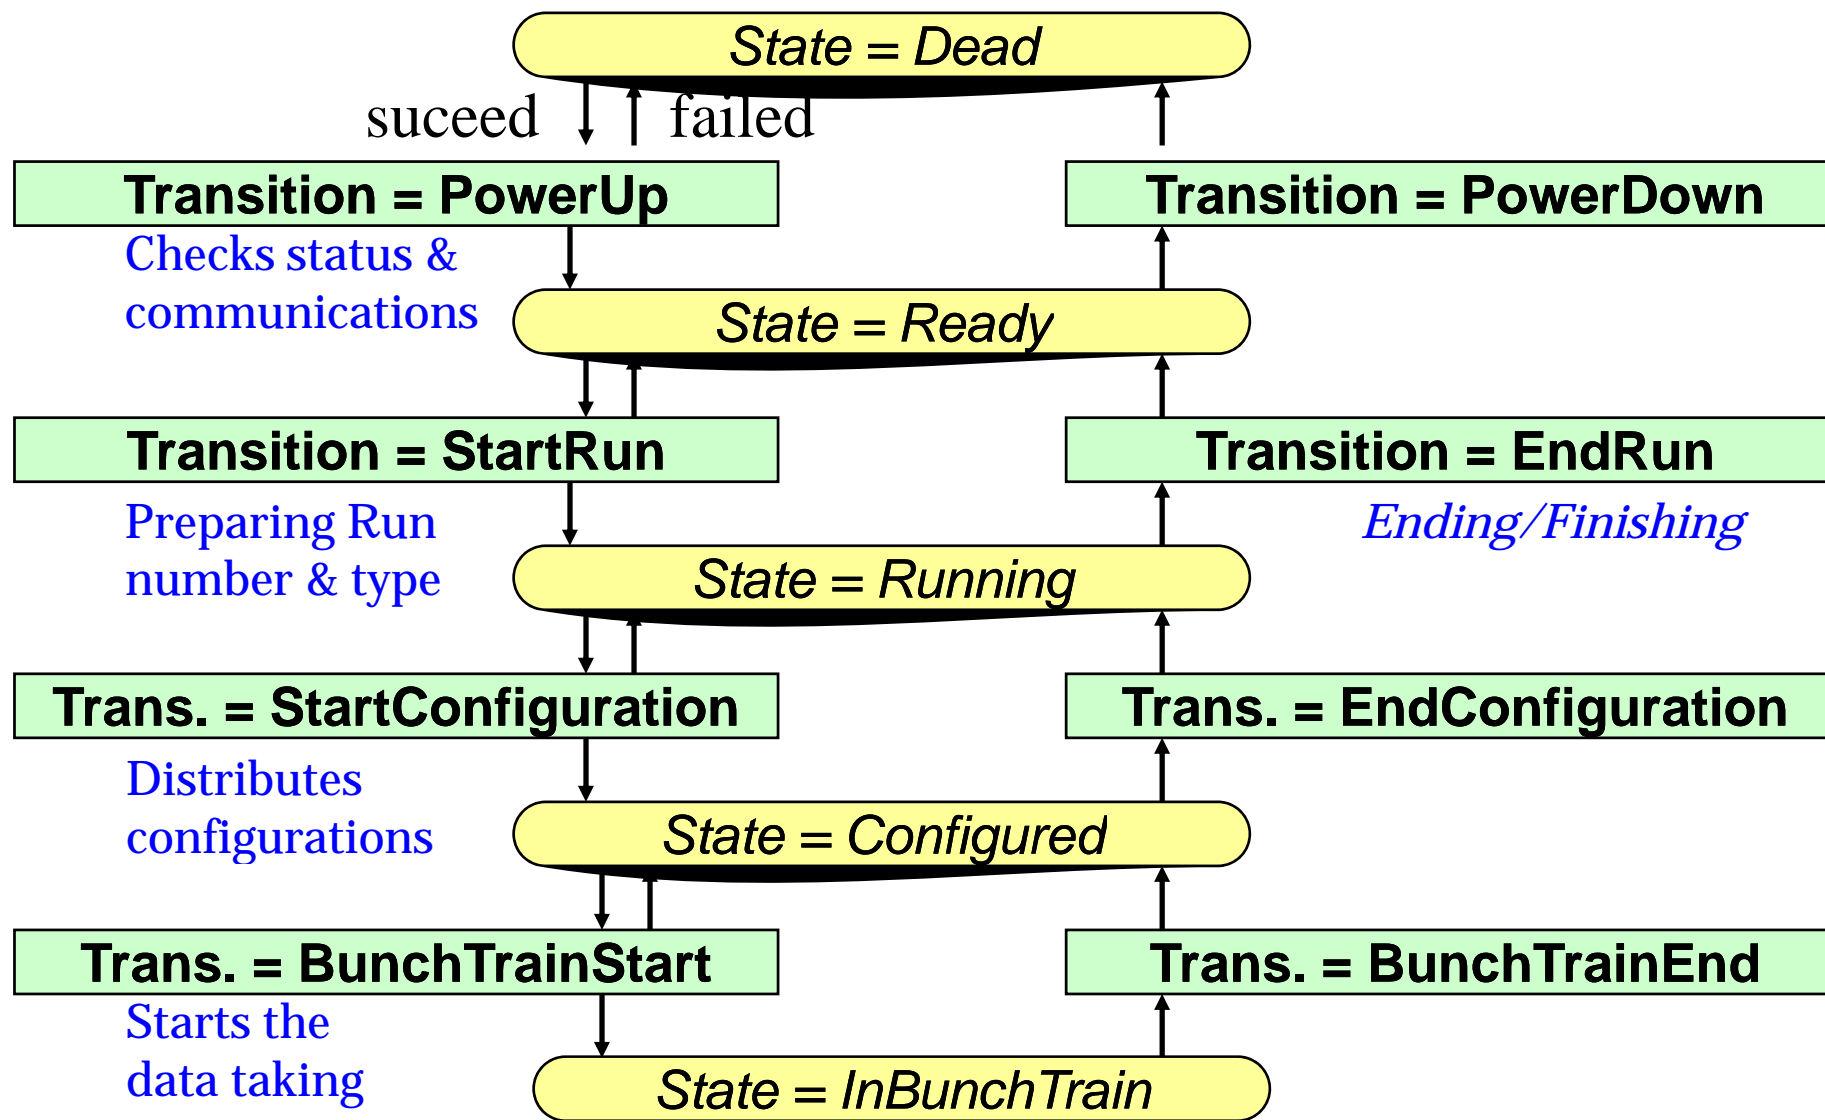 State = Dead
suceed failed
Transition = PowerUp
Transition = PowerDown
Checks status &
communications
State = Ready
Transition = StartRun
Transition = EndRun
Preparing Run
number & type
Ending/Finishing
State = Running
Trans. = StartConfiguration
Trans. = EndConfiguration
Distributes
configurations
State = Configured
Trans. = BunchTrainStart
Trans. = BunchTrainEnd
Starts the
data taking
State = InBunchTrain